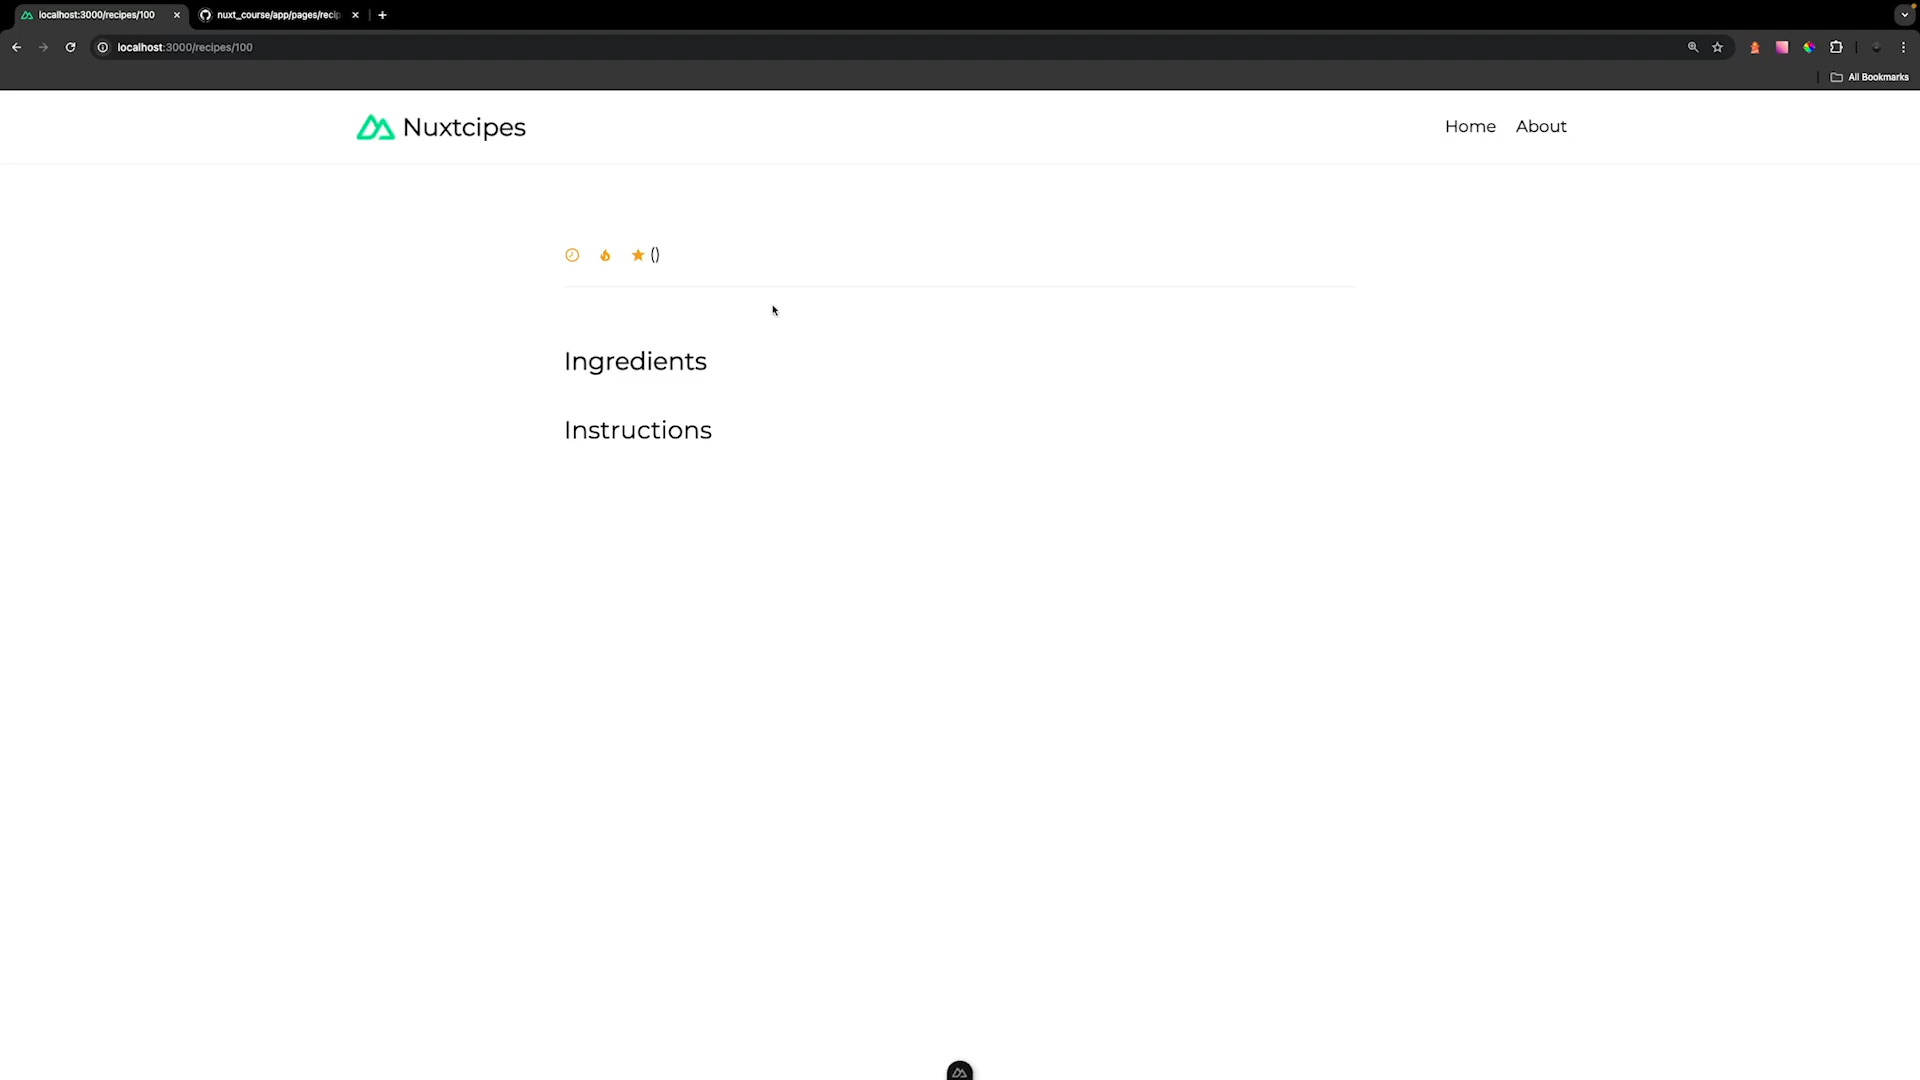 localhost:3000/recipes/100
nuxt_course/app/pages/recip
localhost:3000/recipes/100
All Bookmarks
Nuxtcipes
Home
About
()
Ingredients
Instructions